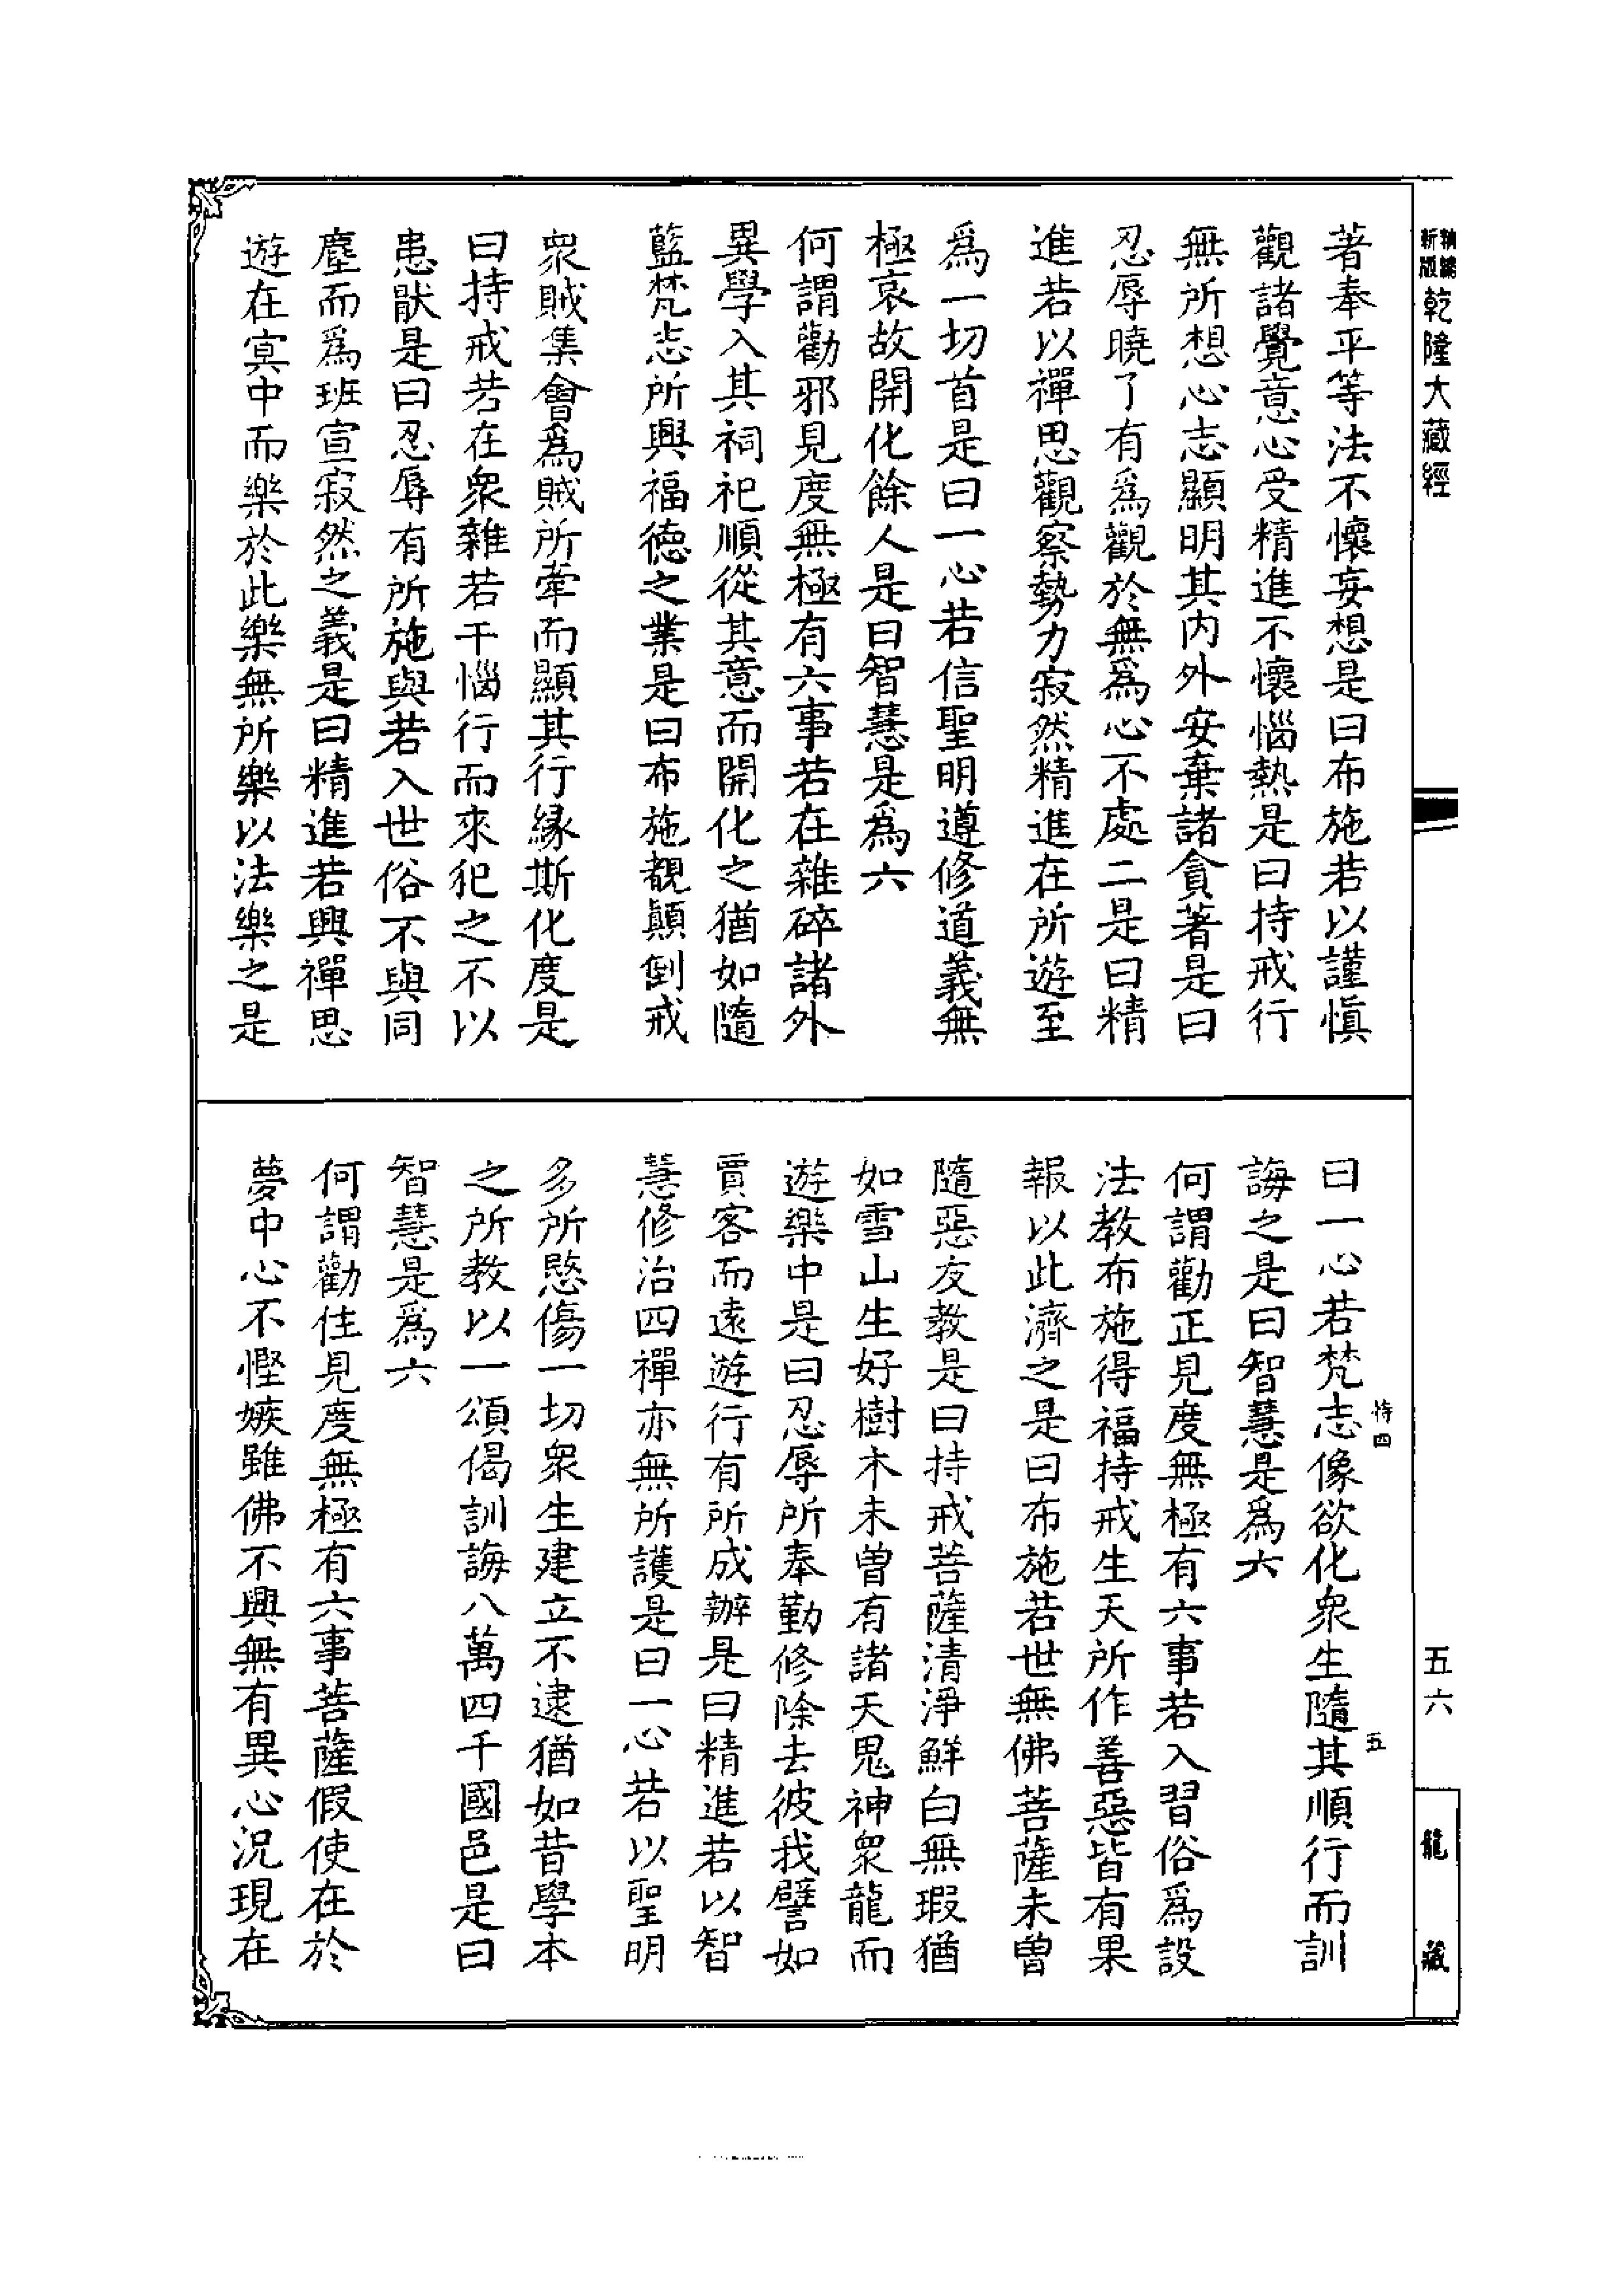 新版
乾隆大藏經
著奉平等法不懷妄想是曰布施若以謹慎
觀諸覺意心受精進不懷惱熱是曰持戒行
無所想心志顯明其內外安棄諸貪著是曰
忍辱曉了有爲觀於無爲心不處二是曰精
進若以禪思觀察勢力寂然精進在所遊至
爲一切首是曰一心若信聖明遵修道義無
極哀故開化餘人是曰智慧是爲六
何謂勸邪見度無極有六事若在雜碎諸外
異學入其祠祀順從其意而開化之猶如隨
藍梵志所興福德之業是曰布施覩顛倒戒
衆賊集會爲賊所牽而顯其行緣斯化度是
曰持戒若在衆雜若干惱行而來犯之不以
患猒是曰忍辱有所施與若入世俗不與同
塵而爲班宣寂然之義是曰精進若興禪思
遊在冥中而樂於此樂無所樂以法樂之是
曰一心若梵志像欲化衆生隨其順行而訓
誨之是曰智慧是爲六
何謂勸正見度無極有六事若入習俗爲設
法教布施得福持戒生天所作善惡皆有果
報以此濟之是曰布施若世無佛菩薩未曾
隨惡友教是曰持戒菩薩清淨鮮白無瑕猶
如雪山生好樹木未曾有諸天鬼神衆龍而
遊樂中是曰忍辱所奉勤修除去彼我譬如
賈客而遠遊行有所成辦是曰精進若以智
慧修治四禪亦無所護是曰一心若以聖明
多所愍傷一切衆生建立不逮猶如昔學本
之所教以一頌偈訓誨八萬四千國邑是曰
智慧是爲六
何謂勸住見度無極有六事菩薩假使在於
夢中心不慳嫉雖佛不興無有異心況現在
五六
龍藏